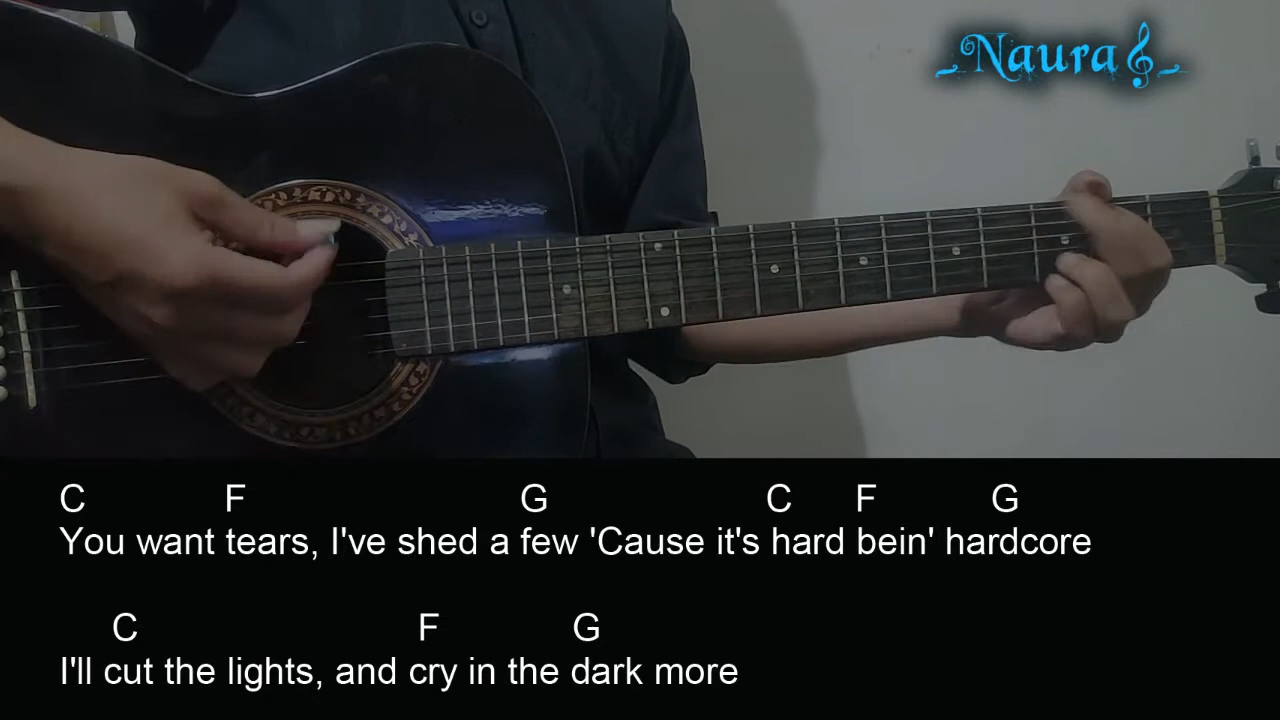 Naura
C F G C F G
You want tears, I've shed a few 'Cause it's hard bein' hardcore
C F G
I'll cut the lights, and cry in the dark more